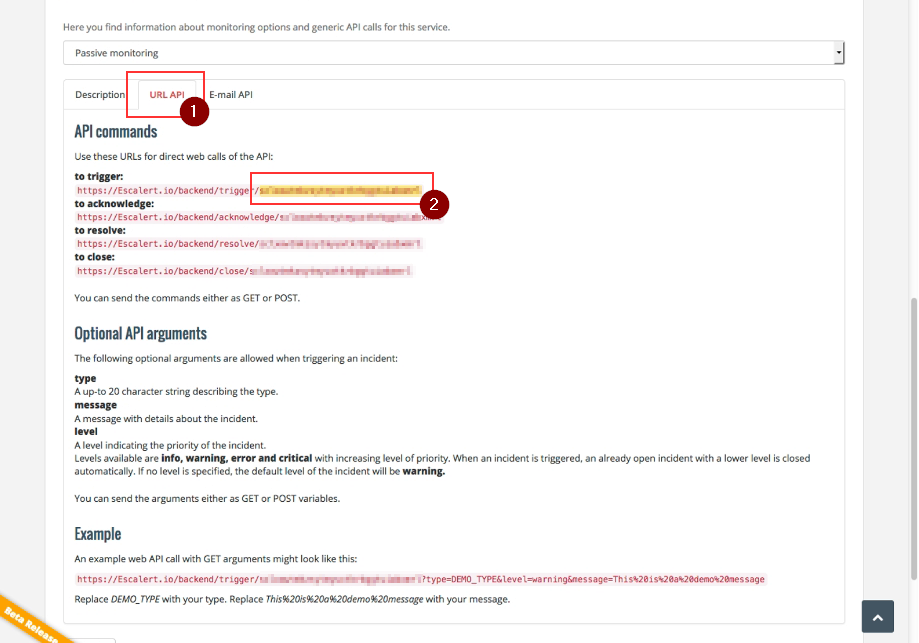 Here you find information about monitoring options and generic API calls for this service.
Passive monitoring
Description URL API E-mail API
1
API commands
Use these URLs for direct web calls of the API:
to trigger:
https://Escalert.io/backend/trigger/
2
to acknowledge:
https://Escalert.io/backend/acknowledge/
to resolve:
https://Escalert.io/backend/resolve/
to close:
https://Escalert.io/backend/close/
You can send the commands either as GET or POST.
Optional API arguments
The following optional arguments are allowed when triggering an incident:
type
A up-to 20 character string describing the type.
message
A message with details about the incident.
level
A level indicating the priority of the incident.
Levels available are info, warning, error and critical with increasing level of priority. When an incident is triggered, an already open incident with a lower level is closed
automatically. If no level is specified, the default level of the incident will be warning.
You can send the arguments either as GET or POST variables.
Example
An example web API call with GET arguments might look like this:
https://Escalert.io/backend/trigger/ ?type=DEMO_TYPE&level=warning&message=This%20is%20a%20demo%20message
Replace DEMO_TYPE with your type. Replace This%20is%20a%20demo%20message with your message.
Beta Release